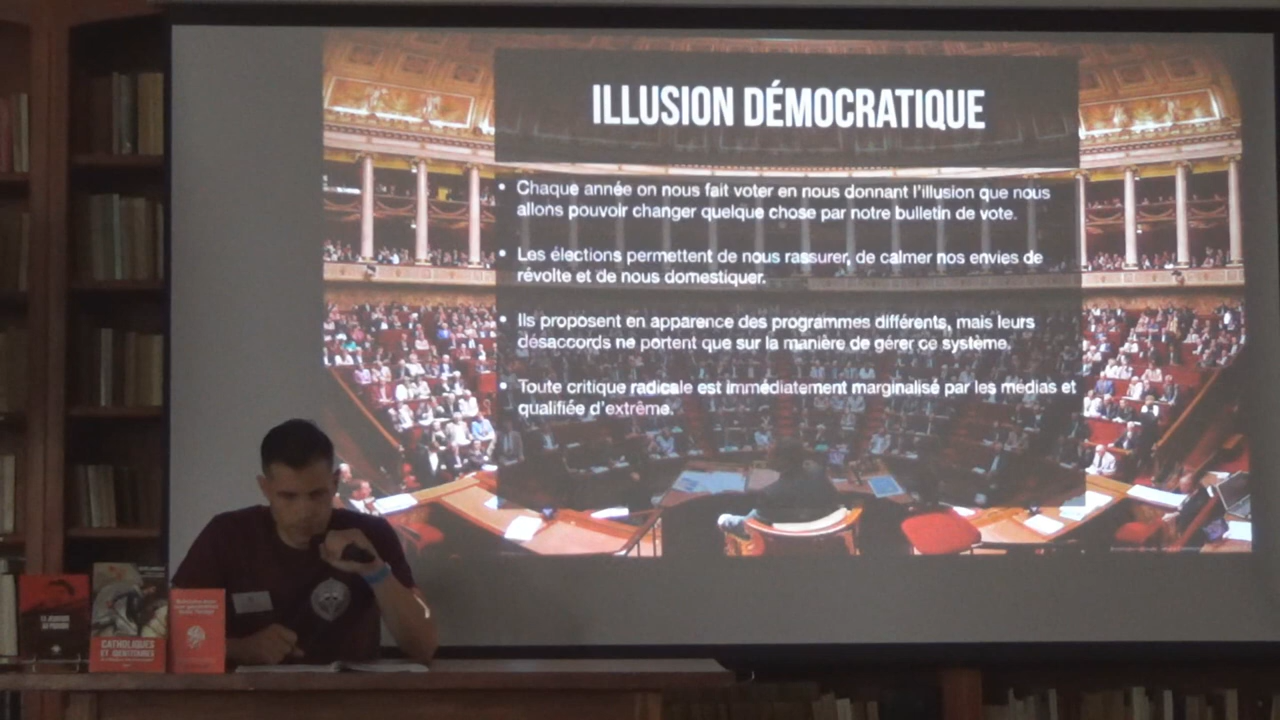 ILLUSION DÉMOCRATIQUE
• Chaque année on nous fait voter en nous donnant l'illusion que nous
allons pouvoir changer quelque chose par notre bulletin de vote.
• Les élections permettent de nous rassurer, de calmer nos envies de
révolte et de nous domestiquer.
• Ils proposent en apparence des programmes différents, mais leurs
désaccords ne portent que sur la manière de gérer ce système.
• Toute critique radicale est immédiatement marginalisé par les médias et
qualifiée d'extrême.
CATHOLIQUES
ET IDENTITAIRES